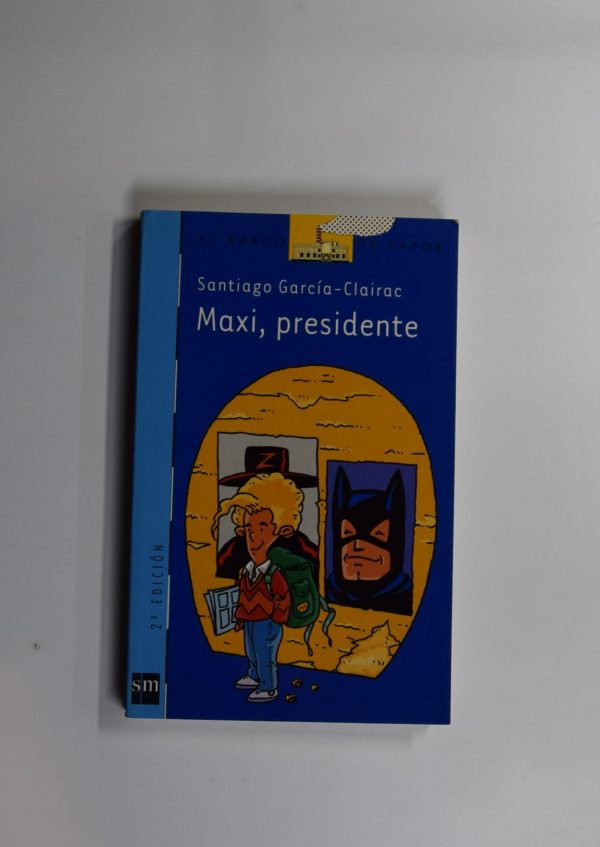 EL BARCO DE VAPOR
Santiago García-Clairac
Maxi, presidente
Z
2ª EDICIÓN
sm